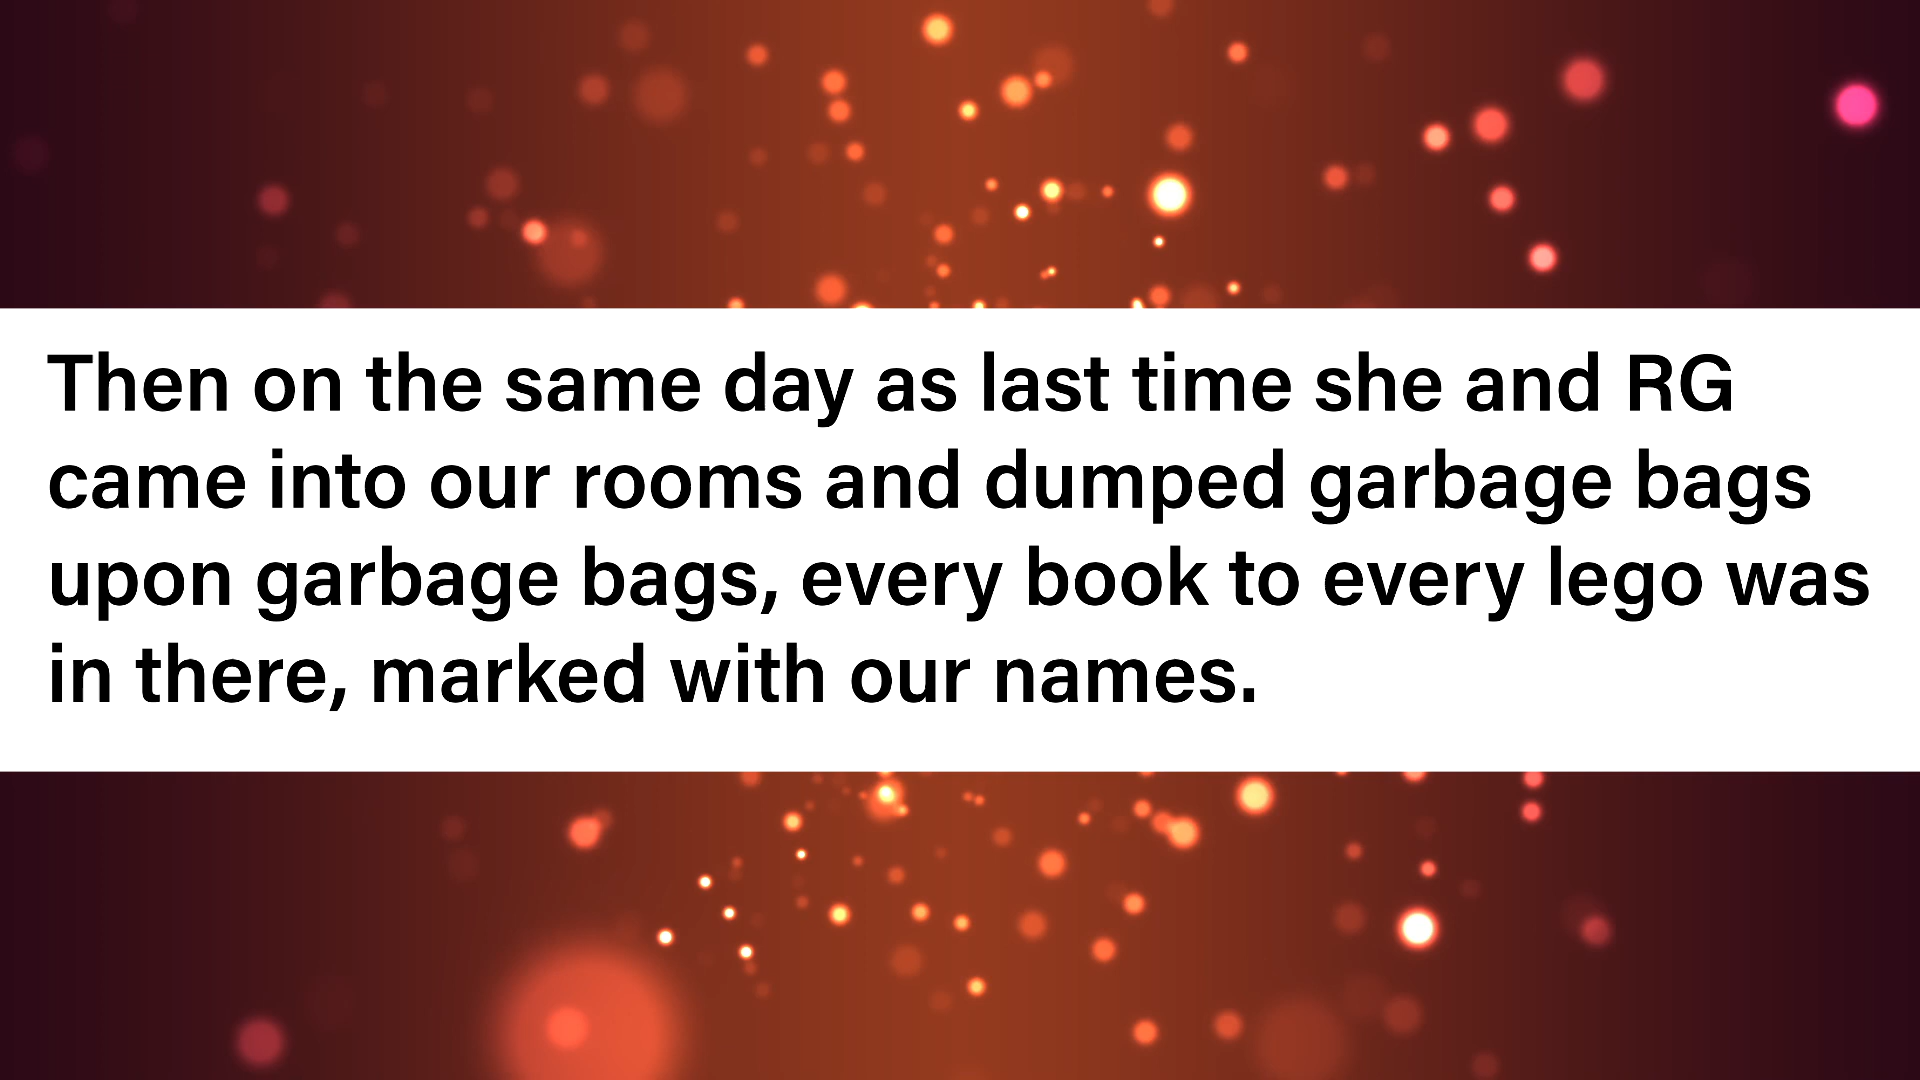 Then on the same day as last time she and RG
came into our rooms and dumped garbage bags
upon garbage bags, every book to every lego was
in there, marked with our names.